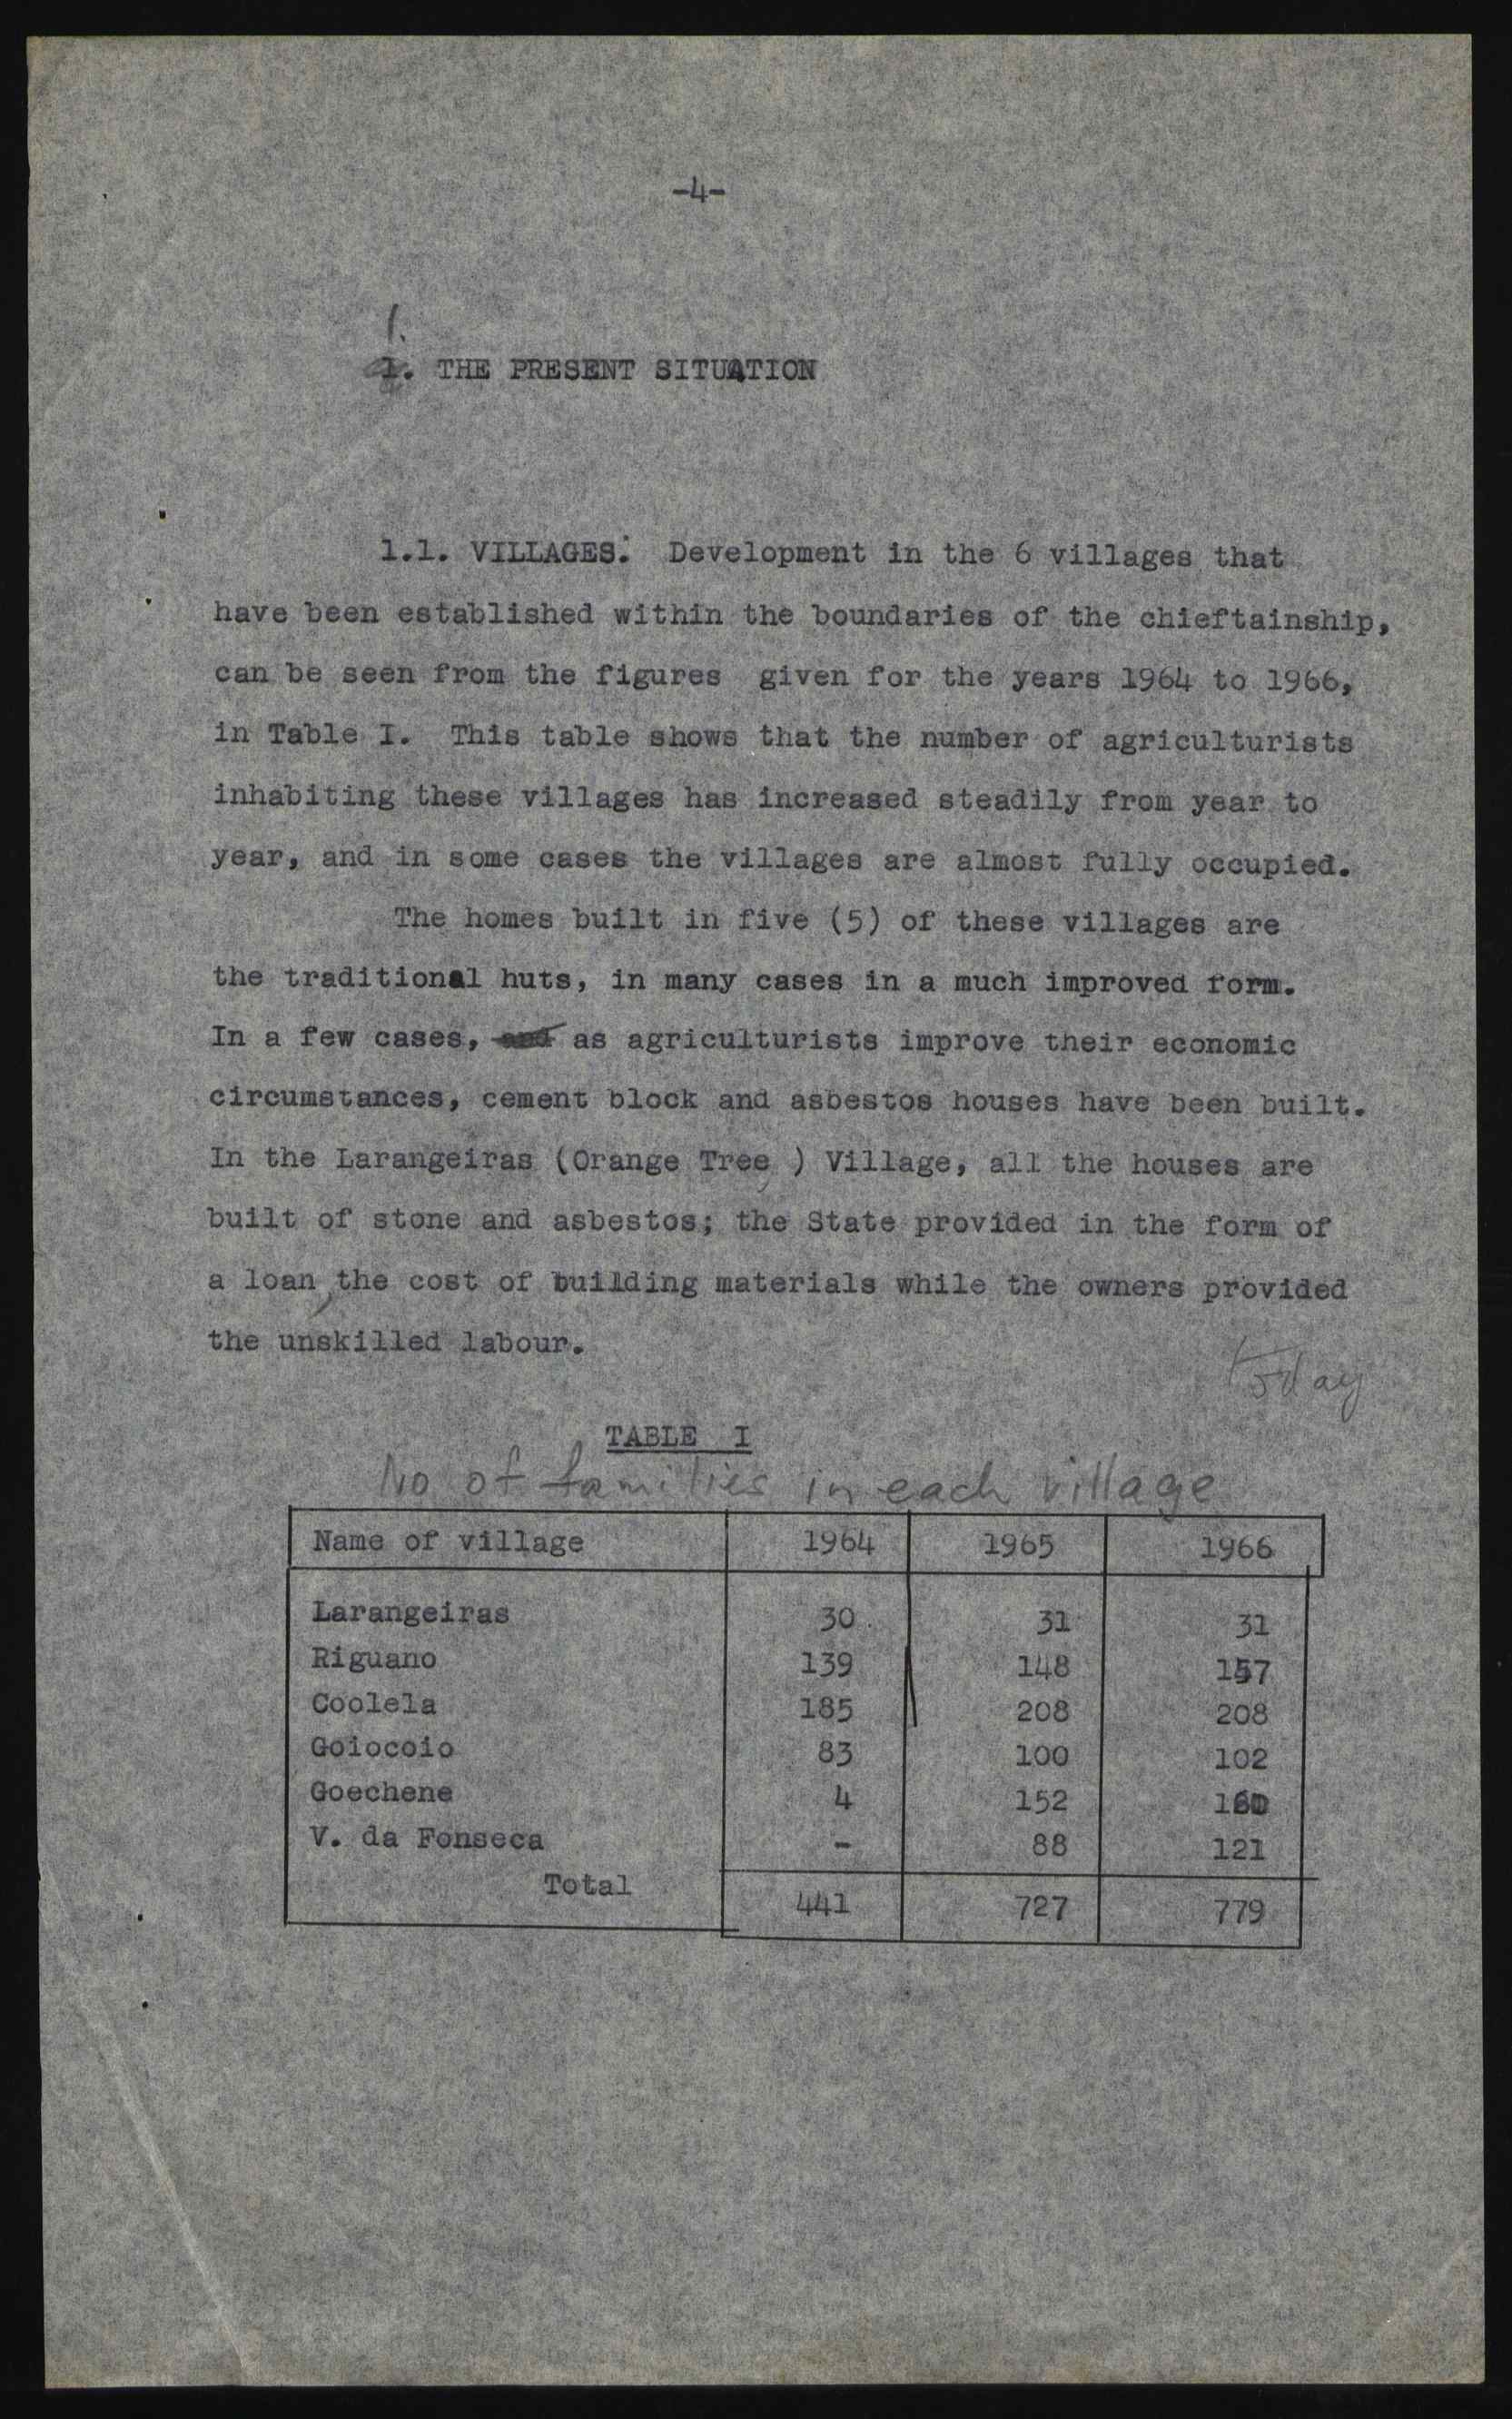 -4-
1.
1. THE PRESENT SITUATION
1.1. VILLAGES: Development in the 6 villages that
have been established within the boundaries of the chieftainship,
can be seen from the figures given for the years 1964 to 1966,
in Table I. This table shows that the number of agriculturists
inhabiting these villages has increased steadily from year to
year, and in some cases the villages are almost fully occupied.
The homes built in five (5) of these villages are
the traditional huts, in many cases in a much improved form.
In a few cases, and as agriculturists improve their economic
circumstances, cement block and asbestos houses have been built.
In the Larangeiras (Orange Tree ) Village, all the houses are
built of stone and asbestos; the State provided in the form of
a loan, the cost of building materials while the owners provided
the unskilled labour.
today
TABLE I
No of families in each village
Name of village 1964 1965 1966
Larangeiras 30 31 31
Riguano 139 148 157
Coolela 185 208 208
Goiocoio 83 100 102
Goechene 4 152 160
V. da Fonseca - 88 121
Total 441 727 779